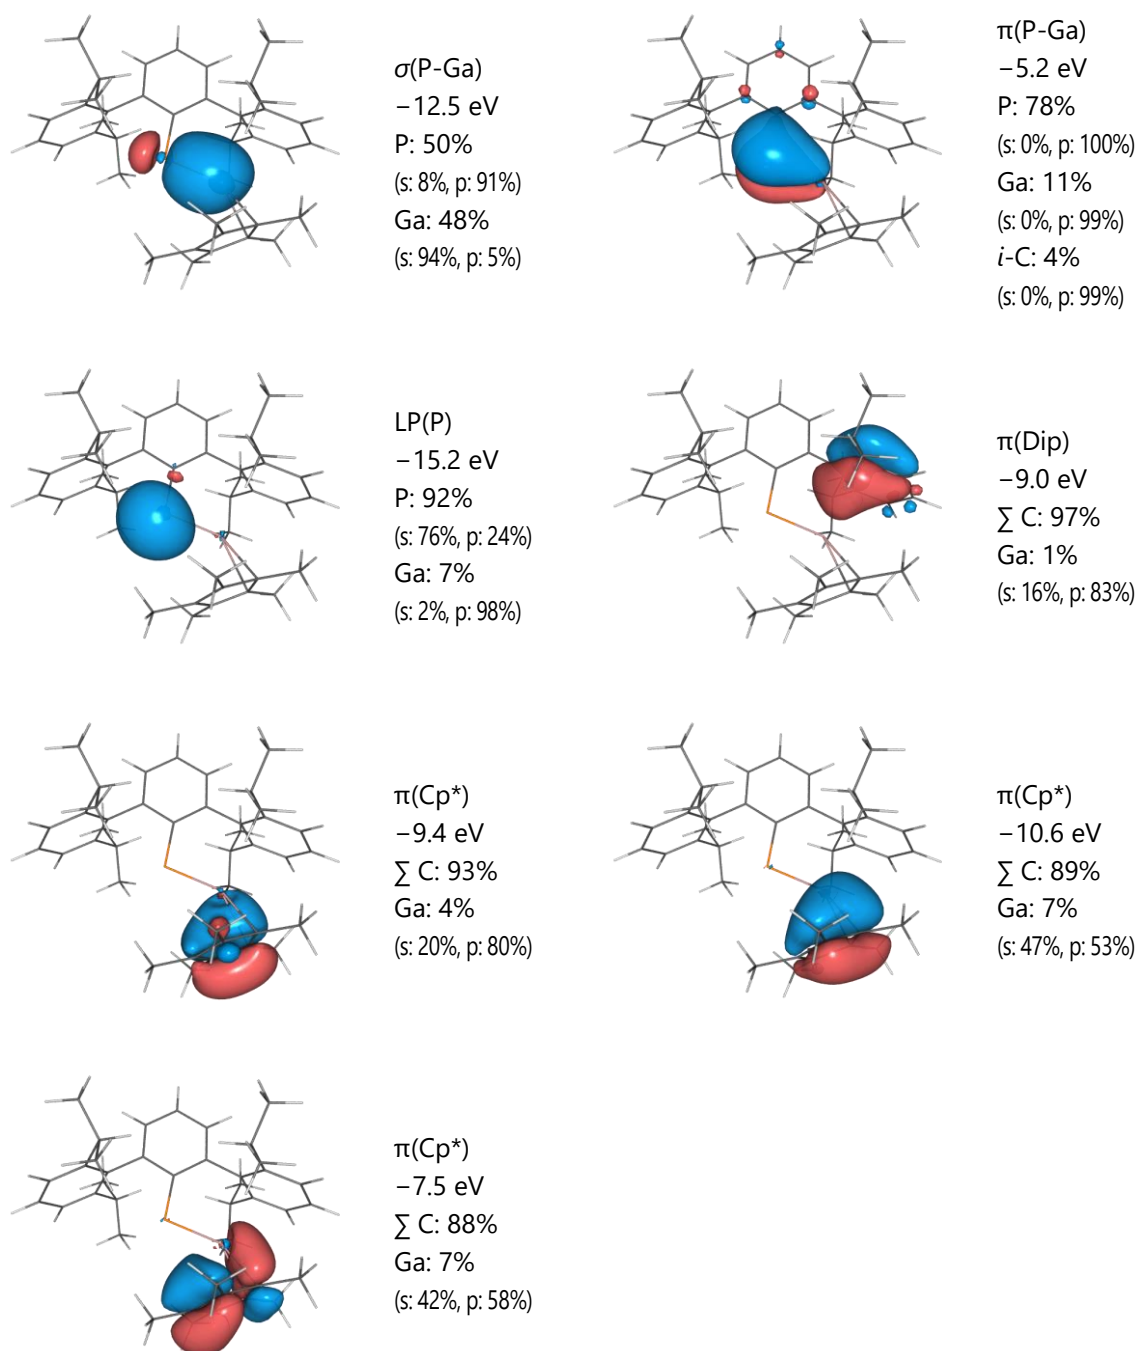 σ(P-Ga)
−12.5 eV
P: 50%
(s: 8%, p: 91%)
Ga: 48%
(s: 94%, p: 5%)
π(P-Ga)
−5.2 eV
P: 78%
(s: 0%, p: 100%)
Ga: 11%
(s: 0%, p: 99%)
i-C: 4%
(s: 0%, p: 99%)
LP(P)
−15.2 eV
P: 92%
(s: 76%, p: 24%)
Ga: 7%
(s: 2%, p: 98%)
π(Dip)
−9.0 eV
∑ C: 97%
Ga: 1%
(s: 16%, p: 83%)
π(Cp*)
−9.4 eV
∑ C: 93%
Ga: 4%
(s: 20%, p: 80%)
π(Cp*)
−10.6 eV
∑ C: 89%
Ga: 7%
(s: 47%, p: 53%)
π(Cp*)
−7.5 eV
∑ C: 88%
Ga: 7%
(s: 42%, p: 58%)